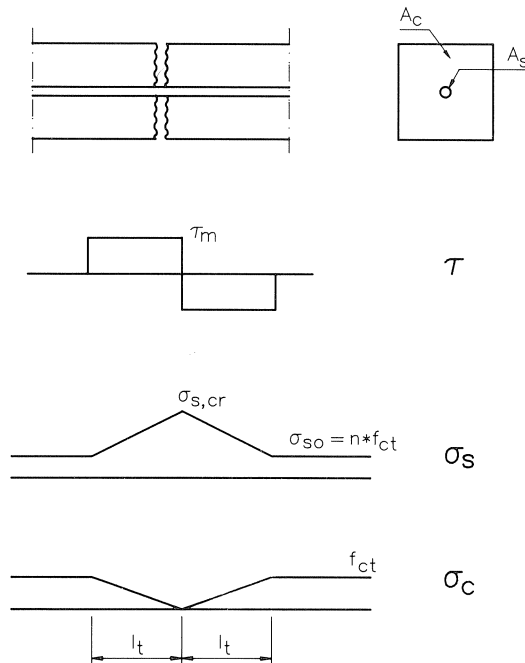 A_c
A_s
τ_m
τ
σ_s,cr
σ_so = n*f_ct
σ_s
f_ct
σ_c
l_t
l_t